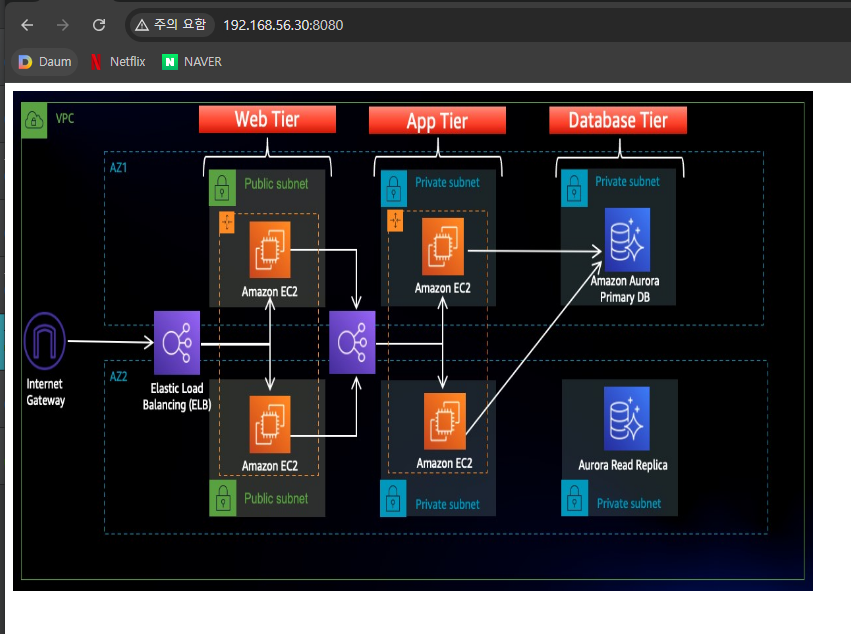 주의 요함
192.168.56.30:8080
Daum
Netflix
NAVER
VPC
Web Tier
App Tier
Database Tier
AZ1
Public subnet
Private subnet
Private subnet
Amazon EC2
Amazon EC2
Amazon Aurora
Primary DB
Internet
Gateway
Elastic Load
Balancing (ELB)
AZ2
Amazon EC2
Amazon EC2
Aurora Read Replica
Public subnet
Private subnet
Private subnet